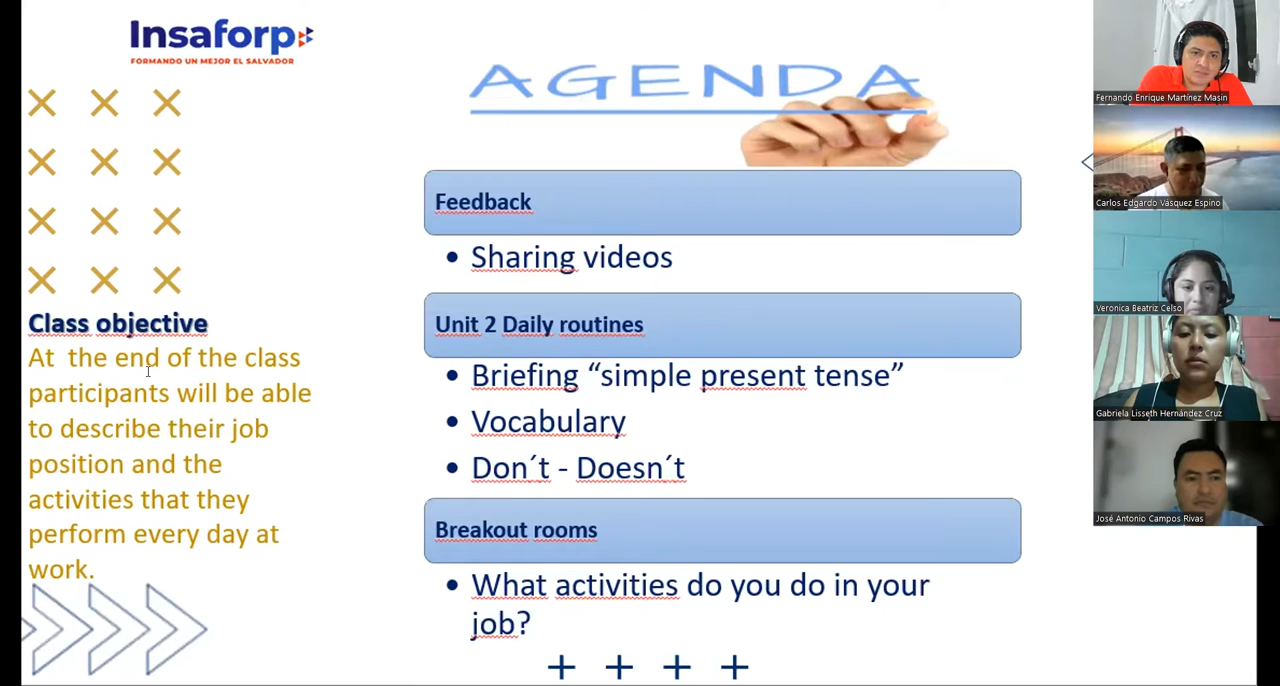 Insaforp
FORMANDO UN MEJOR EL SALVADOR
AGENDA
Class objective
At the end of the class
participants will be able
to describe their job
position and the
activities that they
perform every day at
work.
Feedback
• Sharing videos
Unit 2 Daily routines
• Briefing “simple present tense”
• Vocabulary
• Don´t - Doesn´t
Breakout rooms
• What activities do you do in your
job?
Fernando Enrique Martínez Masin
Carlos Edgardo Vásquez Espino
Veronica Beatriz Celso
Gabriela Lisseth Hernández Cruz
José Antonio Campos Rivas